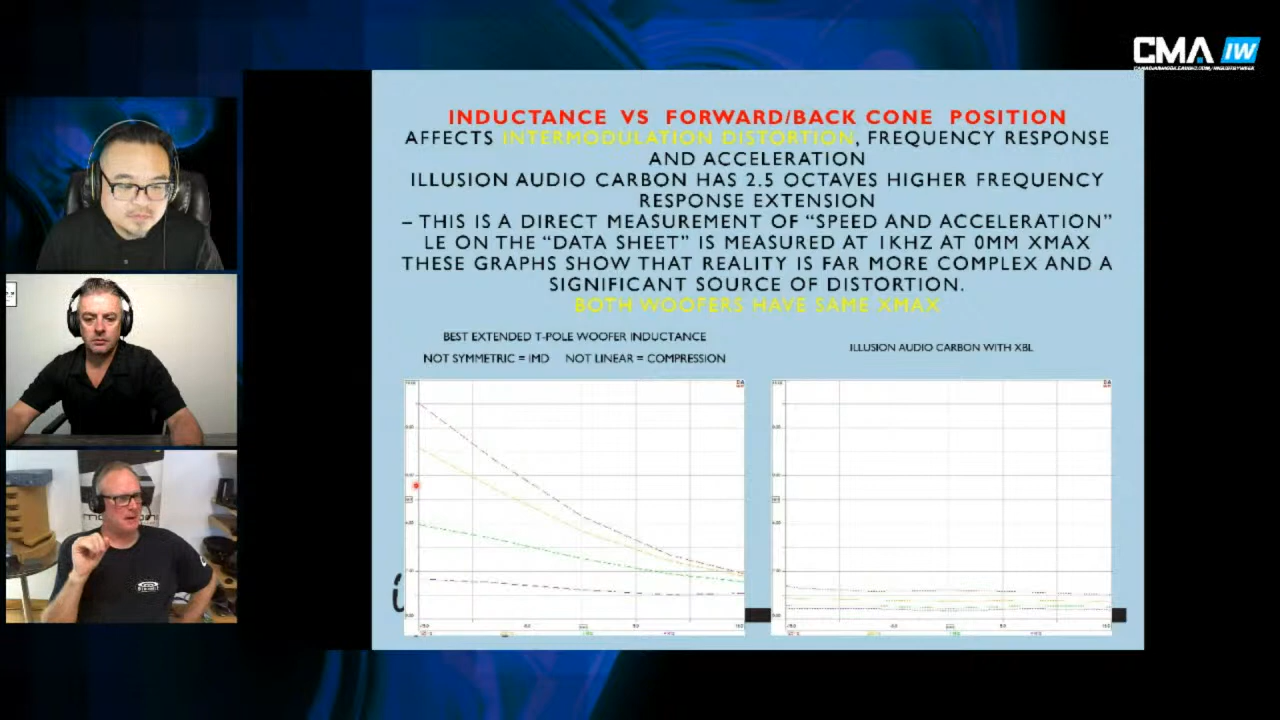 CMA IW
INDUCTANCE VS FORWARD/BACK CONE POSITION
AFFECTS INTERMODULATION DISTORTION, FREQUENCY RESPONSE
AND ACCELERATION
ILLUSION AUDIO CARBON HAS 2.5 OCTAVES HIGHER FREQUENCY
RESPONSE EXTENSION
– THIS IS A DIRECT MEASUREMENT OF “SPEED AND ACCELERATION”
LE ON THE “DATA SHEET” IS MEASURED AT 1KHZ AT 0MM XMAX
THESE GRAPHS SHOW THAT REALITY IS FAR MORE COMPLEX AND A
SIGNIFICANT SOURCE OF DISTORTION.
BOTH WOOFERS HAVE SAME XMAX
BEST EXTENDED T-POLE WOOFER INDUCTANCE
NOT SYMMETRIC = IMD NOT LINEAR = COMPRESSION
ILLUSION AUDIO CARBON WITH XBL